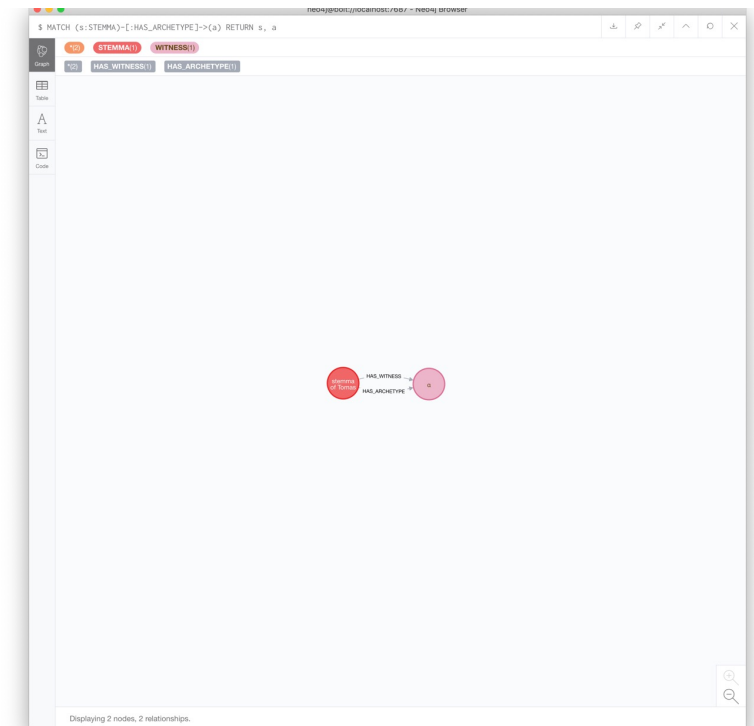 neo4j@bolt://localhost:7687 - Neo4j Browser
$ MATCH (s:STEMMA)-[:HAS_ARCHETYPE]->(a) RETURN s, a
*(2) STEMMA(1) WITNESS(1)
*(2) HAS_WITNESS(1) HAS_ARCHETYPE(1)
Graph
Table
Text
Code
stemma
of Tomas
HAS_WITNESS
HAS_ARCHETYPE
Displaying 2 nodes, 2 relationships.